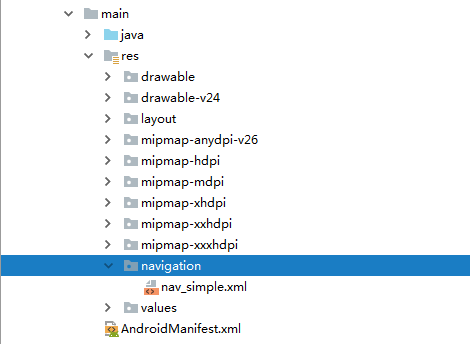 main
java
res
drawable
drawable-v24
layout
mipmap-anydpi-v26
mipmap-hdpi
mipmap-mdpi
mipmap-xhdpi
mipmap-xxhdpi
mipmap-xxxhdpi
navigation
nav_simple.xml
values
AndroidManifest.xml